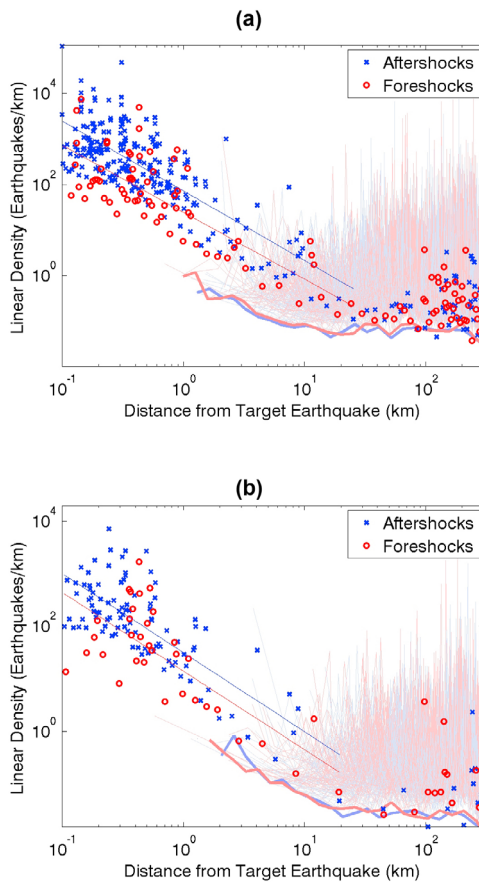 (a)
Aftershocks
Foreshocks
Linear Density (Earthquakes/km)
10^4
10^2
10^0
10^-1 10^0 10^1 10^2
Distance from Target Earthquake (km)
(b)
Aftershocks
Foreshocks
Linear Density (Earthquakes/km)
10^4
10^2
10^0
10^-1 10^0 10^1 10^2
Distance from Target Earthquake (km)